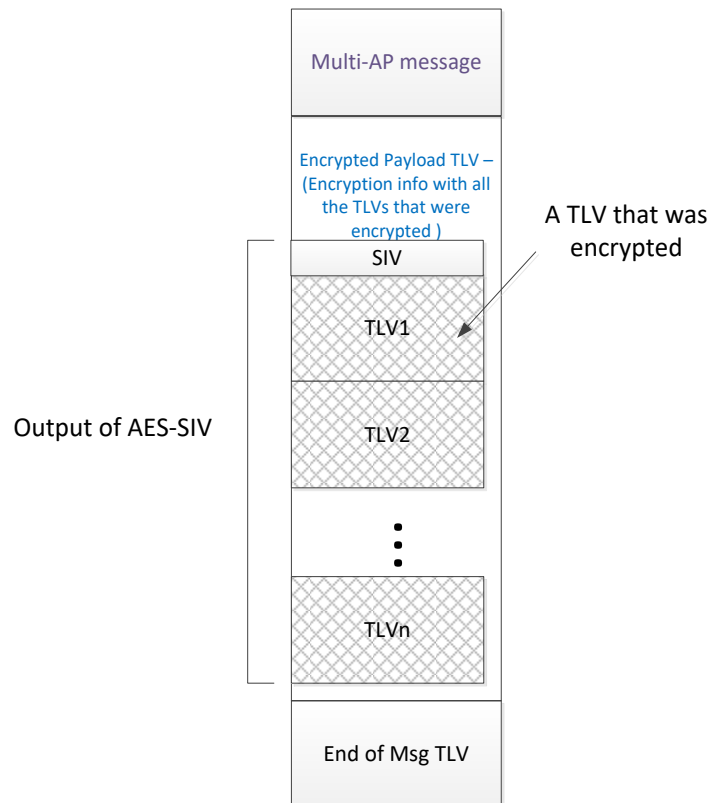 Multi-AP message
Encrypted Payload TLV –
(Encryption info with all
the TLVs that were
encrypted )
A TLV that was
encrypted
SIV
TLV1
Output of AES-SIV
TLV2
TLVn
End of Msg TLV